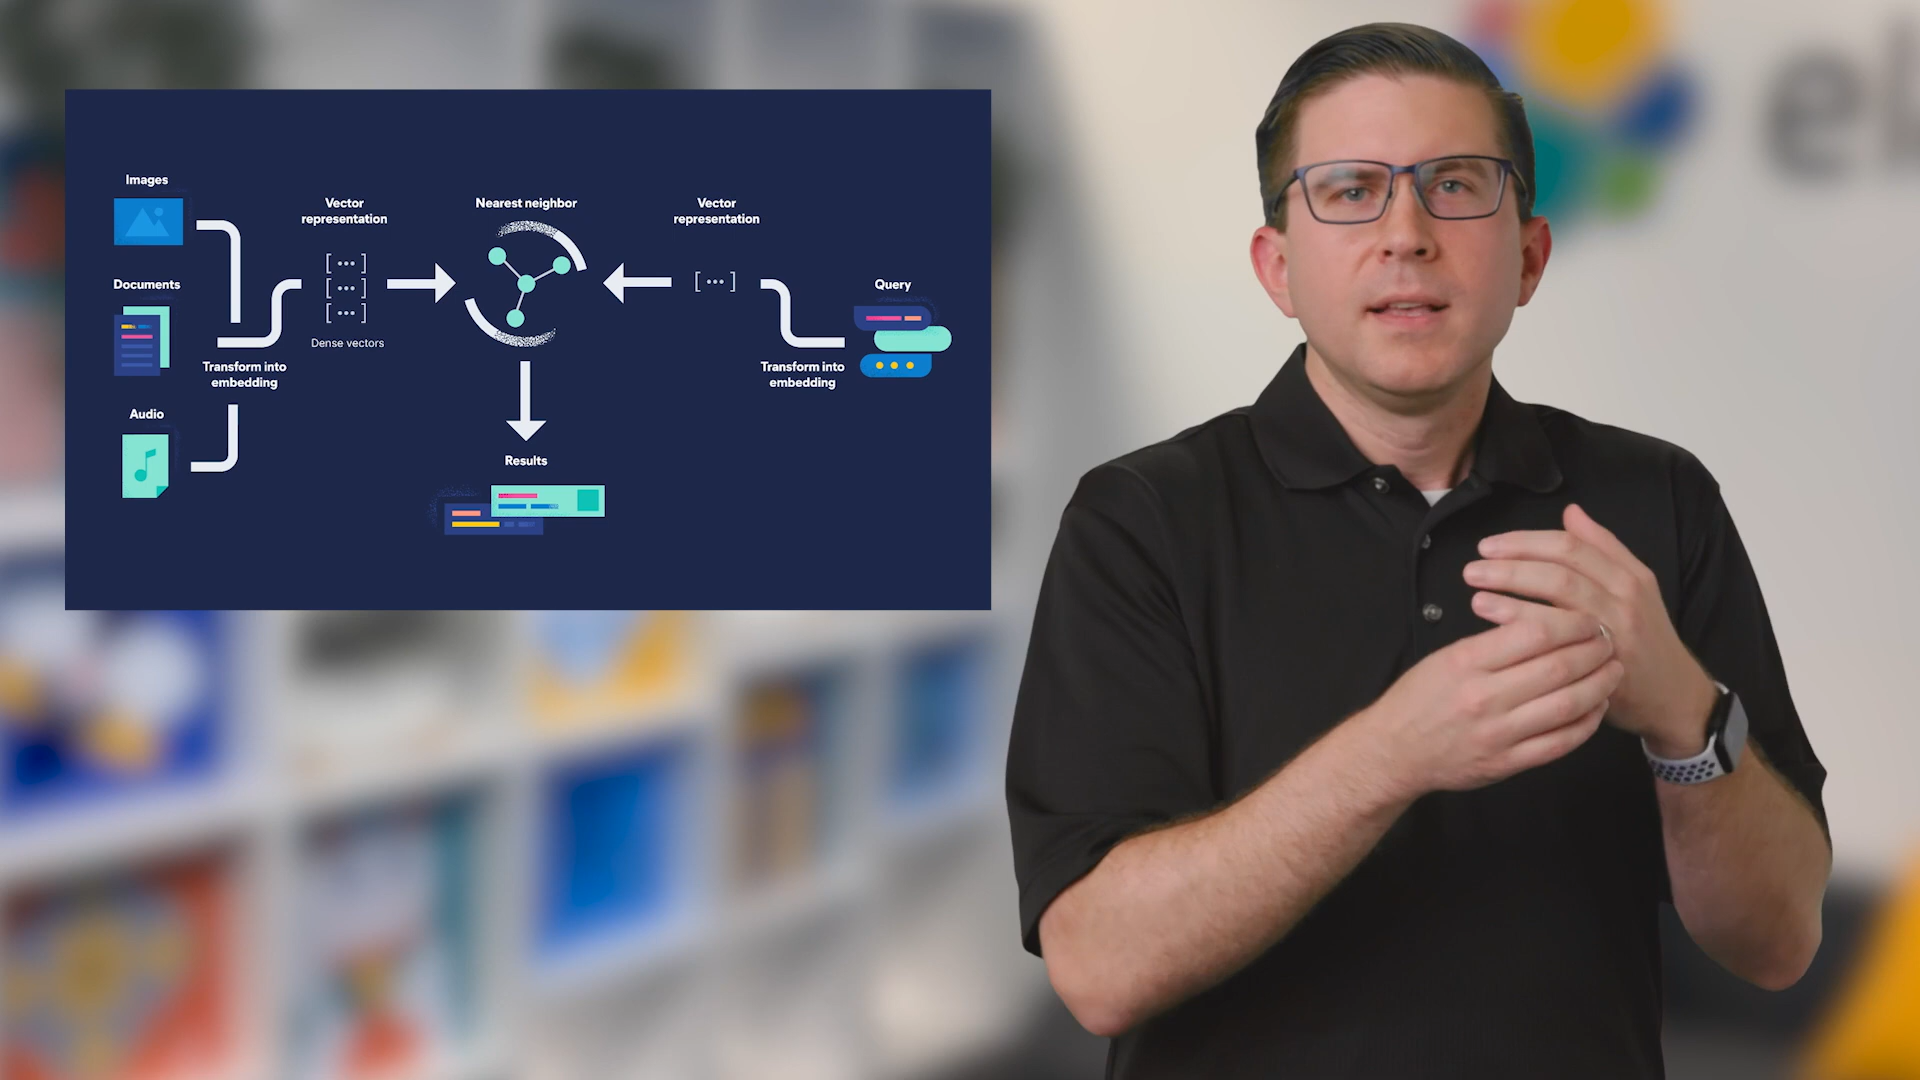 Images
Vector
representation
Nearest neighbor
Vector
representation
Documents
Query
Dense vectors
Transform into
embedding
Transform into
embedding
Audio
Results
el